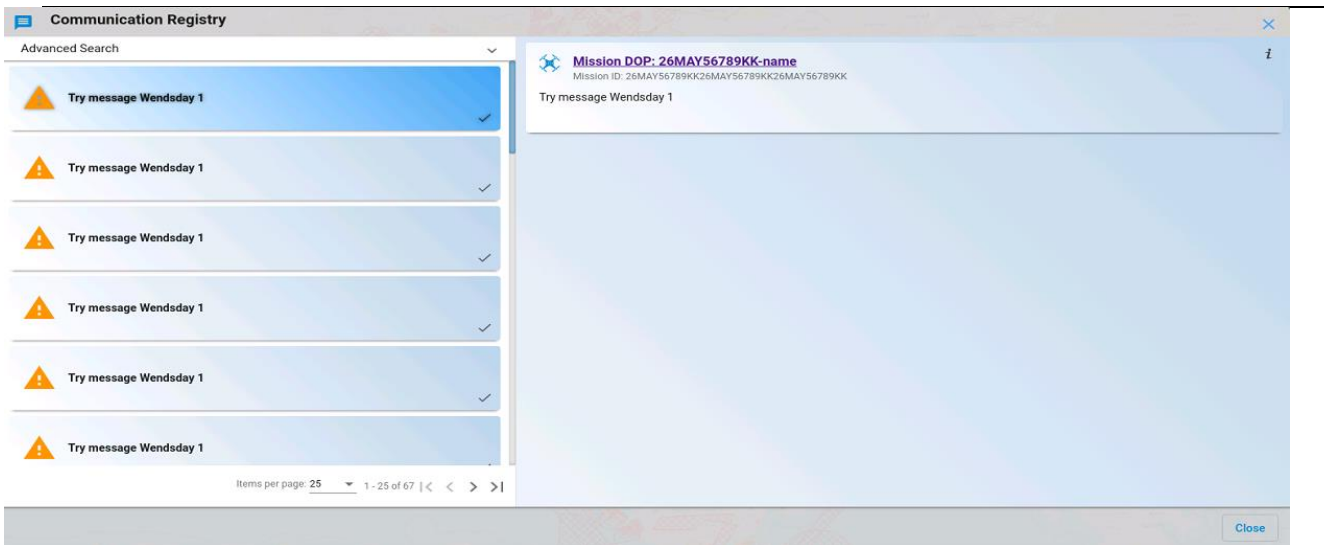 Communication Registry
Advanced Search
Try message Wendsday 1
Try message Wendsday 1
Try message Wendsday 1
Try message Wendsday 1
Try message Wendsday 1
Try message Wendsday 1
Items per page: 25 1 - 25 of 67
Mission DOP: 26MAY56789KK-name
Mission ID: 26MAY56789KK26MAY56789KK26MAY56789KK
Try message Wendsday 1
i
Close